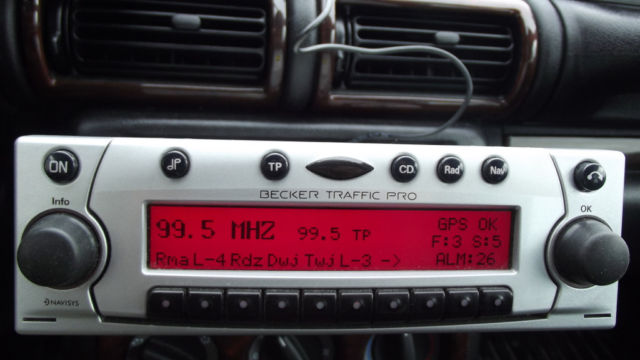 ON
TP
CD
Rad
Nav
BECKER TRAFFIC PRO
Info
OK
99.5 MHZ 99.5 TP GPS OK
F:3 S:5
Rma L-4 Rdz Dwj Twj L-3 -> ALM:26
NAVISYS